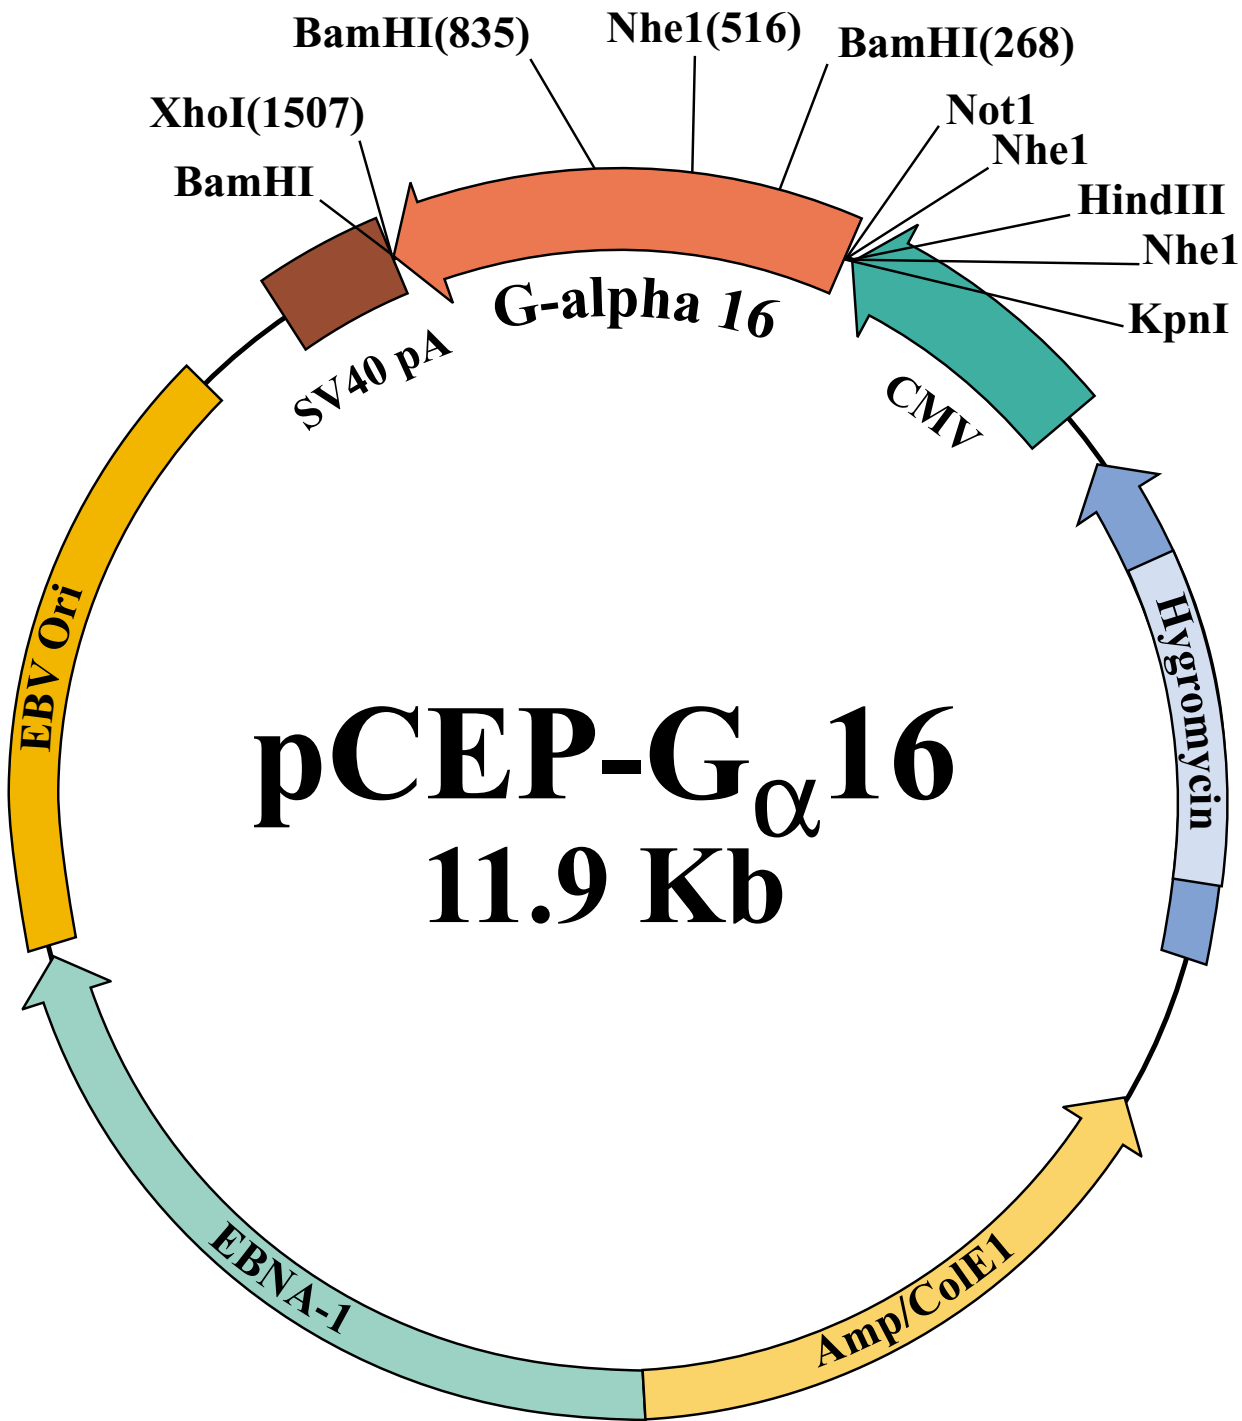 BamHI(835)
Nhe1(516)
BamHI(268)
XhoI(1507)
Not1
Nhe1
BamHI
HindIII
Nhe1
KpnI
G-alpha 16
SV40 pA
CMV
EBV Ori
Hygromycin
pCEP-Gα16
11.9 Kb
EBNA-1
Amp/ColE1